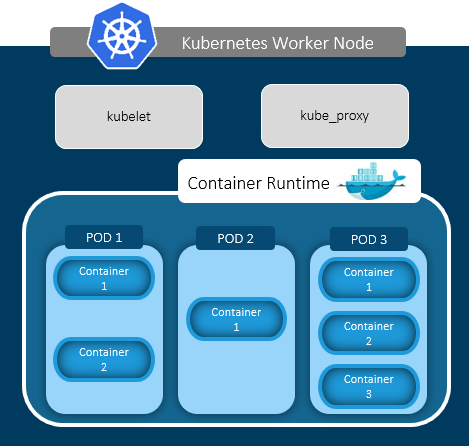 Kubernetes Worker Node
kubelet
kube_proxy
Container Runtime
POD 1
POD 2
POD 3
Container
1
Container
2
Container
1
Container
1
Container
2
Container
3